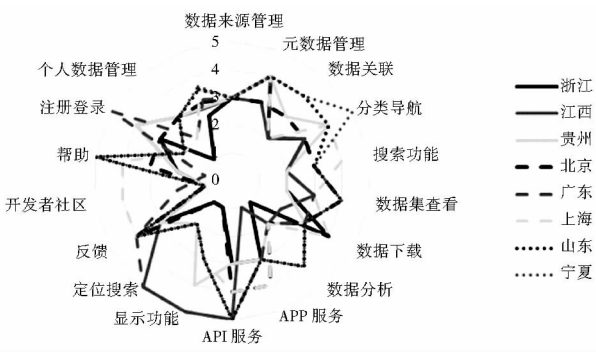 数据来源管理
元数据管理
数据关联
分类导航
搜索功能
数据集查看
数据下载
数据分析
APP 服务
API 服务
显示功能
定位搜索
反馈
开发者社区
帮助
注册登录
个人数据管理
5
4
3
2
0
浙江
江西
贵州
北京
广东
上海
山东
宁夏